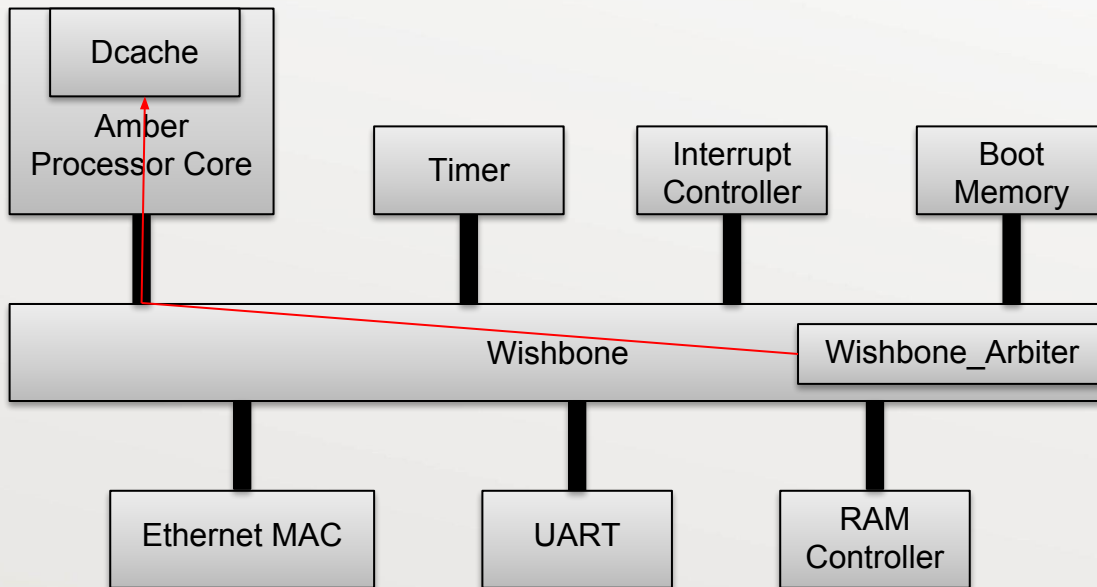 Dcache
Amber
Processor Core
Timer
Interrupt
Controller
Boot
Memory
Wishbone
Wishbone_Arbiter
Ethernet MAC
UART
RAM
Controller